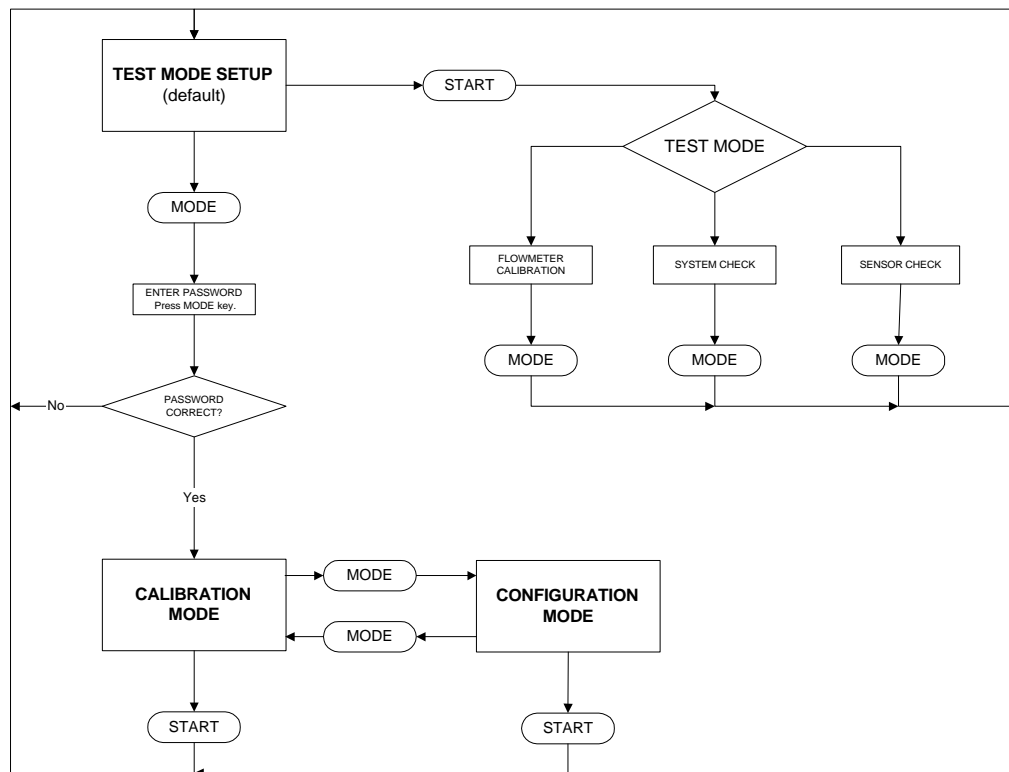 TEST MODE SETUP
(default)
START
TEST MODE
MODE
FLOWMETER
CALIBRATION
SYSTEM CHECK
SENSOR CHECK
ENTER PASSWORD
Press MODE key.
MODE
MODE
MODE
PASSWORD
CORRECT?
No
Yes
CALIBRATION
MODE
MODE
MODE
CONFIGURATION
MODE
START
START